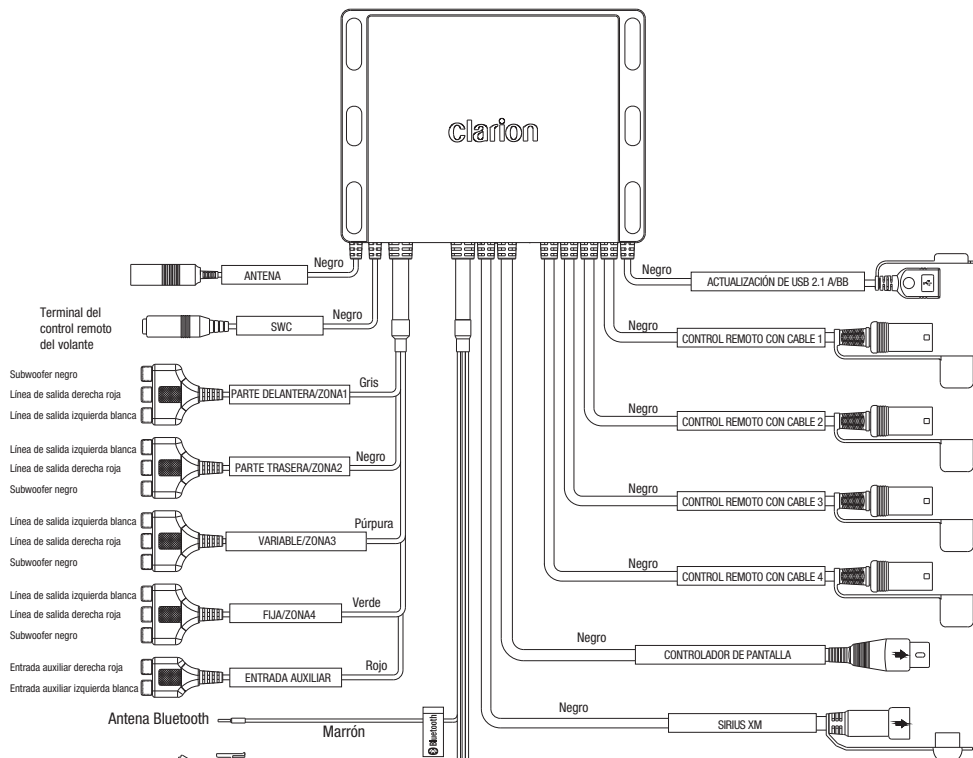 clarion
Negro
ANTENA
Negro
SWC
Terminal del
control remoto
del volante
Subwoofer negro
Línea de salida derecha roja
Línea de salida izquierda blanca
Gris
PARTE DELANTERA/ZONA1
Línea de salida izquierda blanca
Línea de salida derecha roja
Subwoofer negro
Negro
PARTE TRASERA/ZONA2
Línea de salida izquierda blanca
Línea de salida derecha roja
Subwoofer negro
Púrpura
VARIABLE/ZONA3
Línea de salida izquierda blanca
Línea de salida derecha roja
Subwoofer negro
Verde
FIJA/ZONA4
Entrada auxiliar derecha roja
Entrada auxiliar izquierda blanca
Rojo
ENTRADA AUXILIAR
Antena Bluetooth
Marrón
Bluetooth
Negro
ACTUALIZACIÓN DE USB 2.1 A/BB
Negro
CONTROL REMOTO CON CABLE 1
Negro
CONTROL REMOTO CON CABLE 2
Negro
CONTROL REMOTO CON CABLE 3
Negro
CONTROL REMOTO CON CABLE 4
Negro
CONTROLADOR DE PANTALLA
Negro
SIRIUS XM